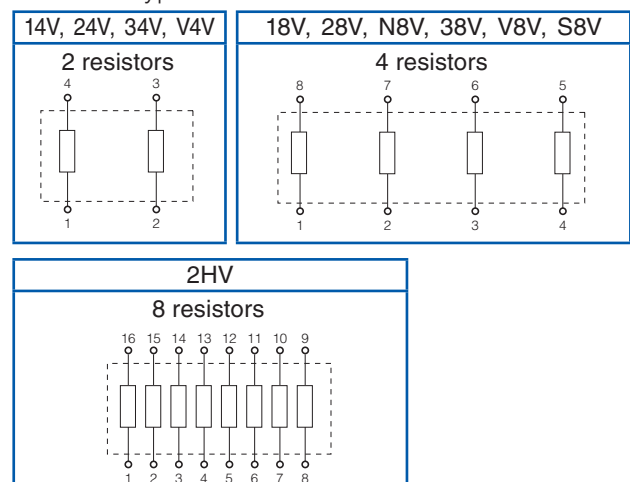 14V, 24V, 34V, V4V
2 resistors
4 3
1 2
18V, 28V, N8V, 38V, V8V, S8V
4 resistors
8 7 6 5
1 2 3 4
2HV
8 resistors
16 15 14 13 12 11 10 9
1 2 3 4 5 6 7 8